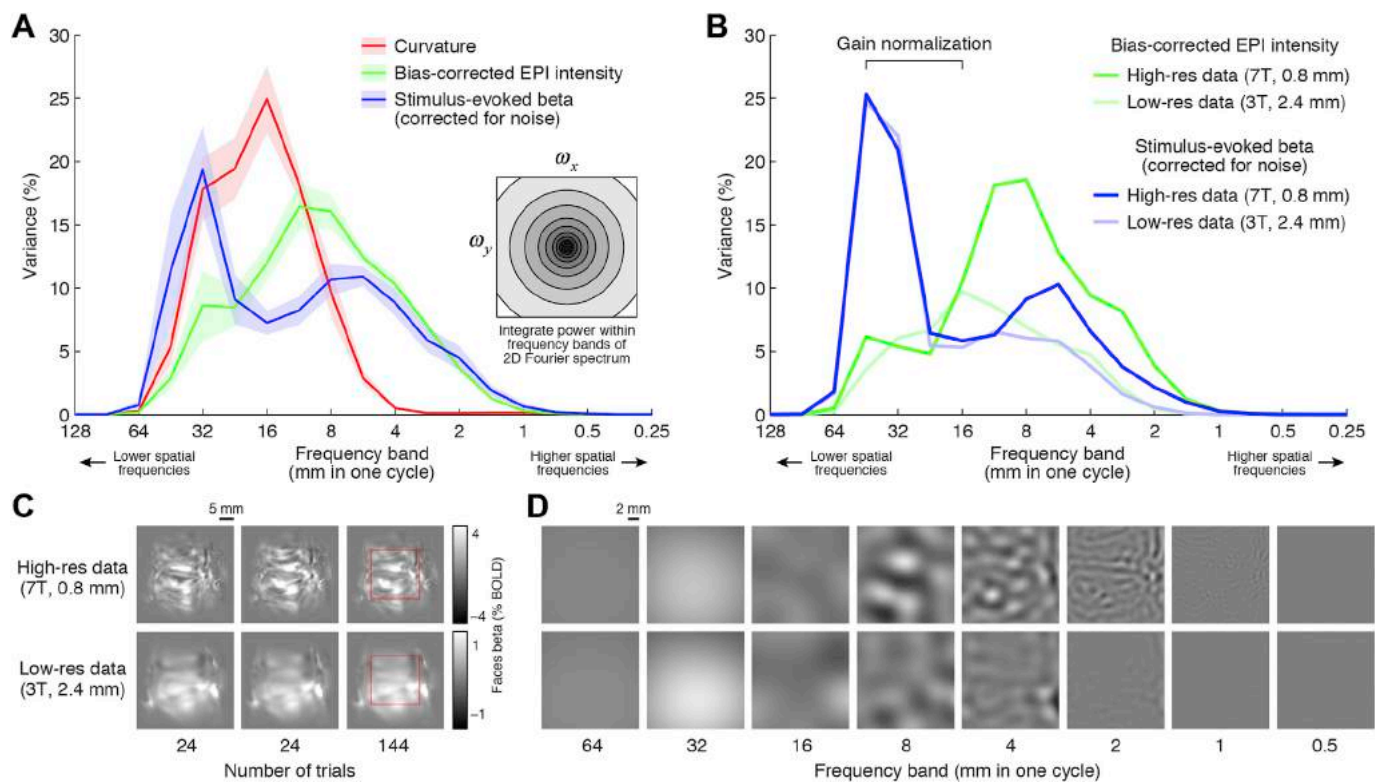 A
30
25
20
15
10
5
0
Variance (%)
Curvature
Bias-corrected EPI intensity
Stimulus-evoked beta
(corrected for noise)
ωx
ωy
Integrate power within
frequency bands of
2D Fourier spectrum
128 64 32 16 8 4 2 1 0.5 0.25
Lower spatial
frequencies
Frequency band
(mm in one cycle)
Higher spatial
frequencies
B
30
25
20
15
10
5
0
Variance (%)
Gain normalization
Bias-corrected EPI intensity
High-res data (7T, 0.8 mm)
Low-res data (3T, 2.4 mm)
Stimulus-evoked beta
(corrected for noise)
High-res data (7T, 0.8 mm)
Low-res data (3T, 2.4 mm)
128 64 32 16 8 4 2 1 0.5 0.25
Lower spatial
frequencies
Frequency band
(mm in one cycle)
Higher spatial
frequencies
C
5 mm
High-res data
(7T, 0.8 mm)
Low-res data
(3T, 2.4 mm)
4
−4
1
−1
Faces beta (% BOLD)
24 24 144
Number of trials
D
2 mm
64 32 16 8 4 2 1 0.5
Frequency band (mm in one cycle)